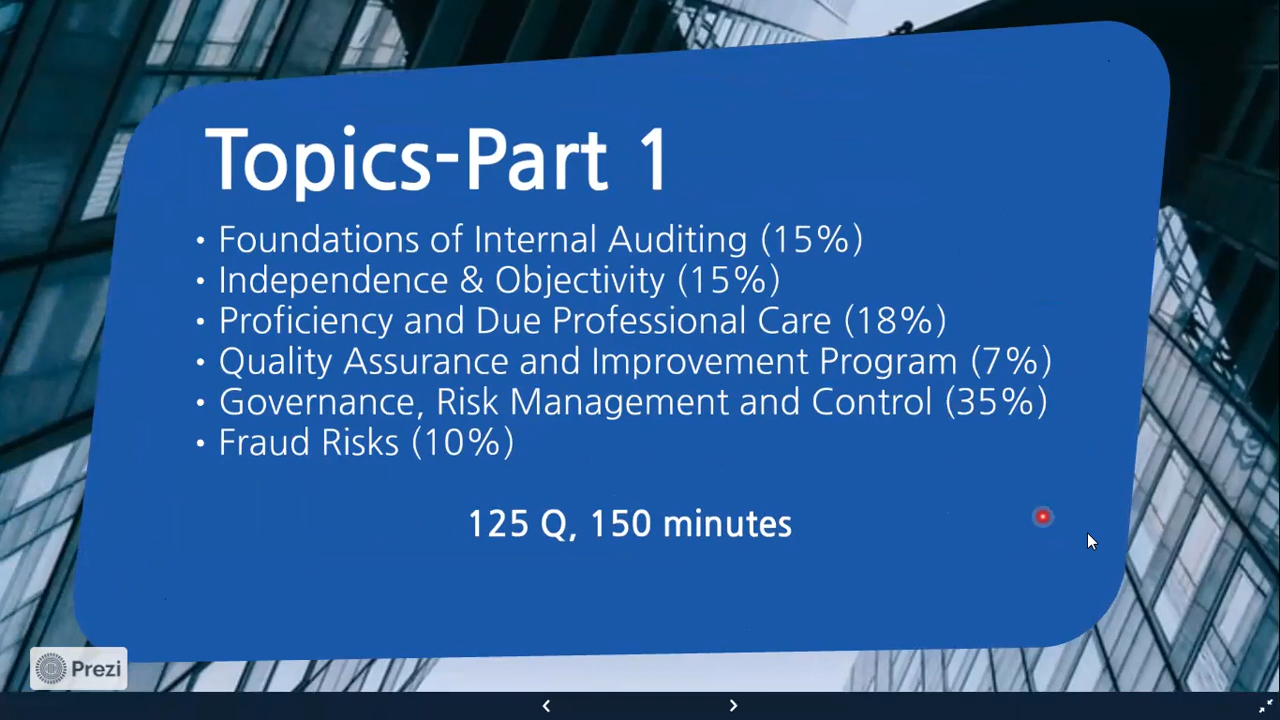 Topics-Part 1
• Foundations of Internal Auditing (15%)
• Independence & Objectivity (15%)
• Proficiency and Due Professional Care (18%)
• Quality Assurance and Improvement Program (7%)
• Governance, Risk Management and Control (35%)
• Fraud Risks (10%)
125 Q, 150 minutes
Prezi